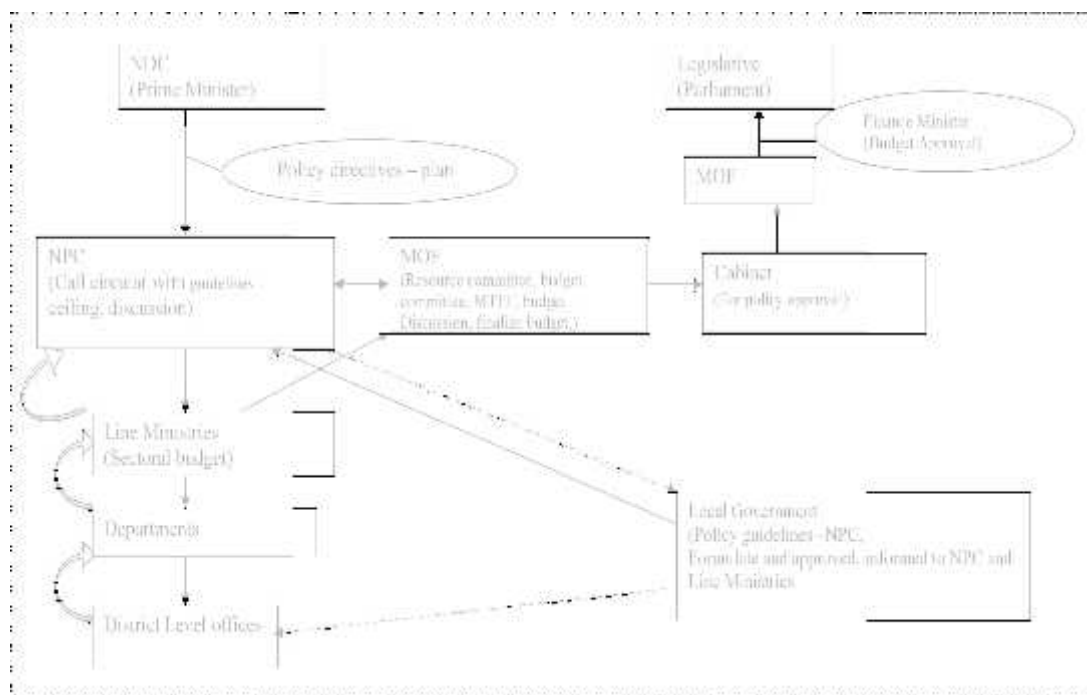 NDC
(Prime Minister)
Legislative
(Parliament)
Finance Minister
(Budget Approval)
Policy directives – plan
MOF
NPC
(Call circular with guidelines
ceiling, discussion)
MOF
(Resource committee, budget
committee, MTEF, budget
Discussion, finalize budget,)
Cabinet
(For policy approval)
Line Ministries
(Sectoral budget)
Departments
District Level offices
Local Government
(Policy guidelines –NPC,
Formulate and approved, informed to NPC and
Line Ministries